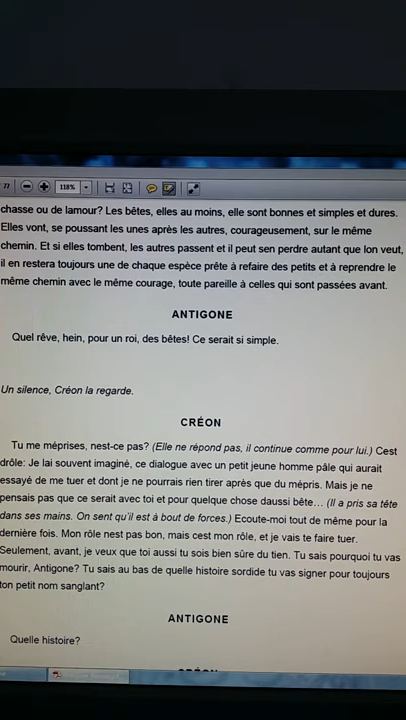 77
118%
chasse ou de lamour? Les bêtes, elles au moins, elle sont bonnes et simples et dures.
Elles vont, se poussant les unes après les autres, courageusement, sur le même
chemin. Et si elles tombent, les autres passent et il peut sen perdre autant que lon veut,
il en restera toujours une de chaque espèce prête à refaire des petits et à reprendre le
même chemin avec le même courage, toute pareille à celles qui sont passées avant.
ANTIGONE
Quel rêve, hein, pour un roi, des bêtes! Ce serait si simple.
Un silence, Créon la regarde.
CRÉON
Tu me méprises, nest-ce pas? (Elle ne répond pas, il continue comme pour lui.) Cest
drôle: Je lai souvent imaginé, ce dialogue avec un petit jeune homme pâle qui aurait
essayé de me tuer et dont je ne pourrais rien tirer après que du mépris. Mais je ne
pensais pas que ce serait avec toi et pour quelque chose daussi bête… (Il a pris sa tête
dans ses mains. On sent qu'il est à bout de forces.) Ecoute-moi tout de même pour la
dernière fois. Mon rôle nest pas bon, mais cest mon rôle, et je vais te faire tuer.
Seulement, avant, je veux que toi aussi tu sois bien sûre du tien. Tu sais pourquoi tu vas
mourir, Antigone? Tu sais au bas de quelle histoire sordide tu vas signer pour toujours
ton petit nom sanglant?
ANTIGONE
Quelle histoire?